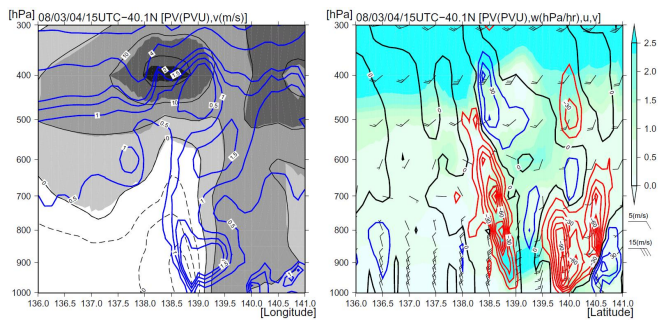 [hPa] 08/03/04/15UTC−40.1N [PV(PVU),v(m/s)]
300
400
500
600
700
800
900
1000
136.0 136.5 137.0 137.5 138.0 138.5 139.0 139.5 140.0 140.5 141.0
[Longitude]
[hPa] 08/03/04/15UTC−40.1N [PV(PVU),w(hPa/hr),u,v]
300
400
500
600
700
800
900
1000
136.0 136.5 137.0 137.5 138.0 138.5 139.0 139.5 140.0 140.5 141.0
[Latitude]
2.5
2.0
1.5
1.0
0.5
0.0
5(m/s)
15(m/s)